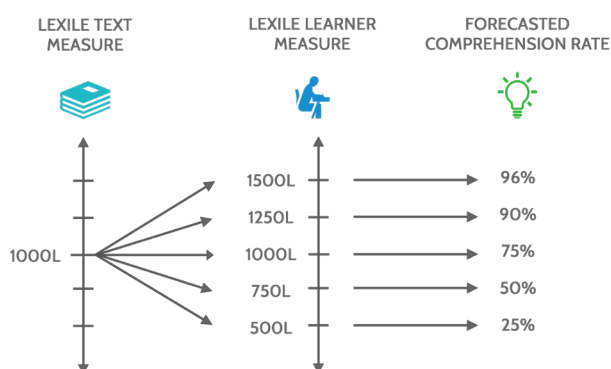 LEXILE TEXT
MEASURE
LEXILE LEARNER
MEASURE
FORECASTED
COMPREHENSION RATE
1000L
1500L
96%
1250L
90%
1000L
75%
750L
50%
500L
25%